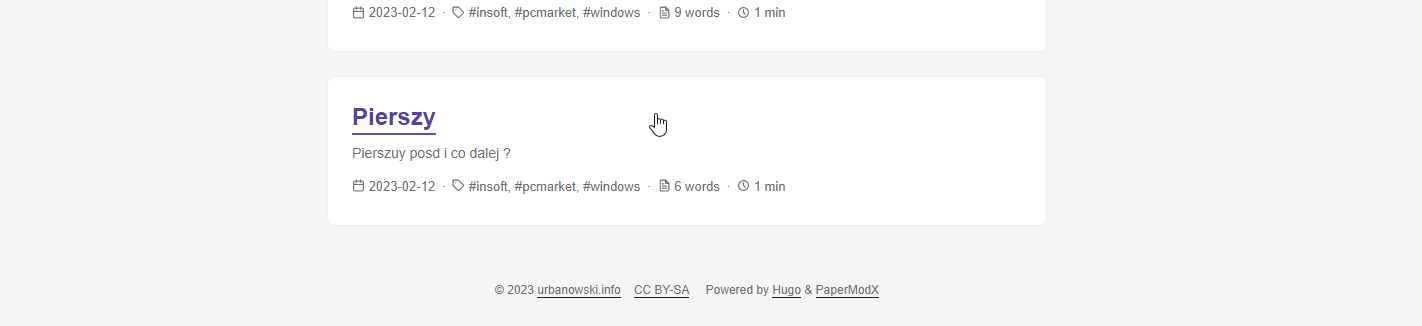 2023-02-12 · #insoft, #pcmarket, #windows · 9 words · 1 min
Pierszy
Pierszuy posd i co dalej ?
2023-02-12 · #insoft, #pcmarket, #windows · 6 words · 1 min
© 2023 urbanowski.info CC BY-SA Powered by Hugo & PaperModX